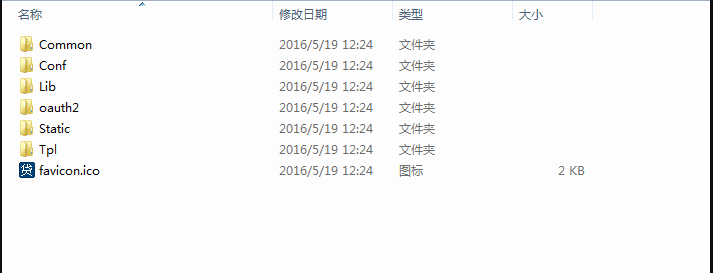 名称 修改日期 类型 大小
Common 2016/5/19 12:24 文件夹
Conf 2016/5/19 12:24 文件夹
Lib 2016/5/19 12:24 文件夹
oauth2 2016/5/19 12:24 文件夹
Static 2016/5/19 12:24 文件夹
Tpl 2016/5/19 12:24 文件夹
贷 favicon.ico 2016/5/19 12:24 图标 2 KB